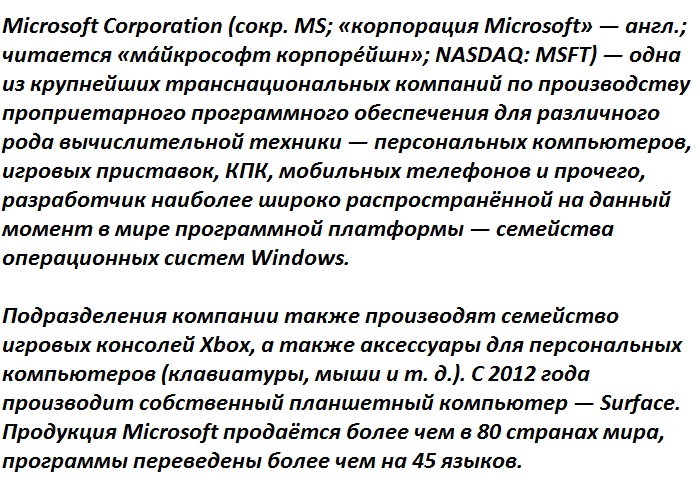 Microsoft Corporation (сокр. MS; «корпорация Microsoft» — англ.;
читается «ма́йкрософт корпоре́йшн»; NASDAQ: MSFT) — одна
из крупнейших транснациональных компаний по производству
проприетарного программного обеспечения для различного
рода вычислительной техники — персональных компьютеров,
игровых приставок, КПК, мобильных телефонов и прочего,
разработчик наиболее широко распространённой на данный
момент в мире программной платформы — семейства
операционных систем Windows.

Подразделения компании также производят семейство
игровых консолей Xbox, а также аксессуары для персональных
компьютеров (клавиатуры, мыши и т. д.). С 2012 года
производит собственный планшетный компьютер — Surface.
Продукция Microsoft продаётся более чем в 80 странах мира,
программы переведены более чем на 45 языков.